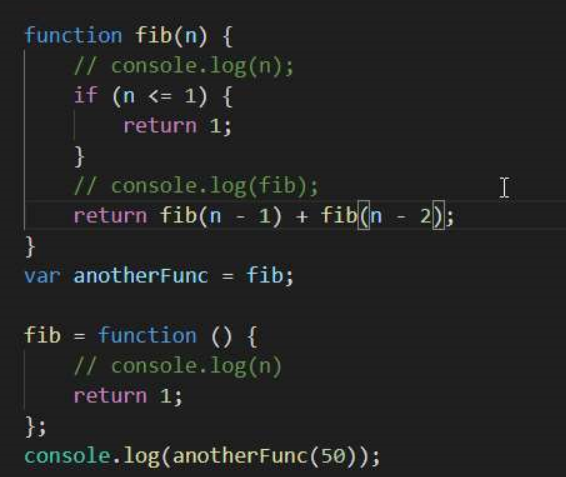 function fib(n) {
    // console.log(n);
    if (n <= 1) {
        return 1;
    }
    // console.log(fib);
    return fib(n - 1) + fib(n - 2);
}
var anotherFunc = fib;

fib = function () {
    // console.log(n)
    return 1;
};
console.log(anotherFunc(50));